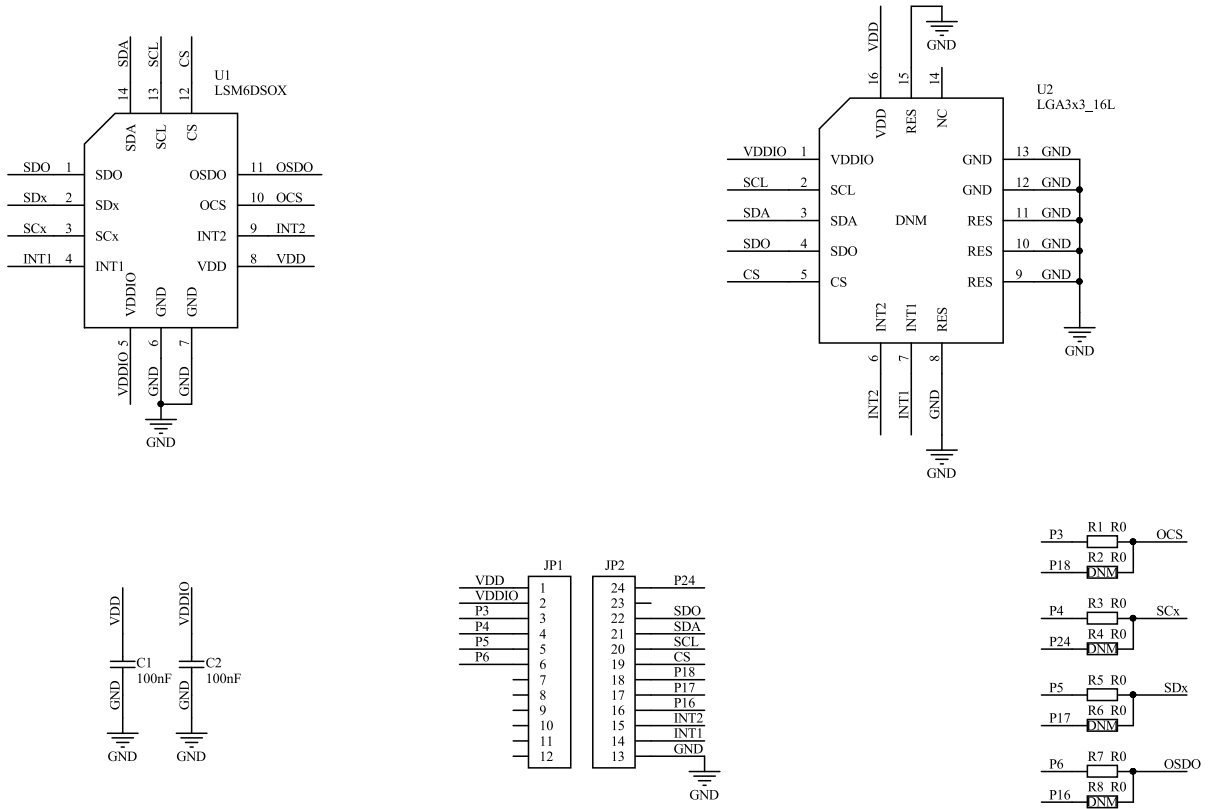 SDA
SCL
CS
U1
LSM6DSOX
14
13
12
SDA
SCL
CS
SDO 1 SDO OSDO 11 OSDO
SDx 2 SDx OCS 10 OCS
SCx 3 SCx INT2 9 INT2
INT1 4 INT1 VDD 8 VDD
VDDIO
GND
GND
5
6
7
VDDIO
GND
GND
GND
VDD
GND
16
15
14
U2
LGA3x3_16L
VDD
RES
NC
VDDIO 1 VDDIO GND 13 GND
SCL 2 SCL GND 12 GND
SDA 3 SDA DNM RES 11 GND
SDO 4 SDO RES 10 GND
CS 5 CS RES 9 GND
INT2
INT1
RES
GND
6
7
8
INT2
INT1
GND
GND
VDD
C1
100nF
GND
GND
VDDIO
C2
100nF
GND
GND
JP1 JP2
VDD 1 24 P24
VDDIO 2 23
P3 3 22 SDO
P4 4 21 SDA
P5 5 20 SCL
P6 6 19 CS
7 18 P18
8 17 P17
9 16 P16
10 15 INT2
11 14 INT1
12 13 GND
GND
P3 R1 R0 OCS
P18 R2 R0
DNM
P4 R3 R0 SCx
P24 R4 R0
DNM
P5 R5 R0 SDx
P17 R6 R0
DNM
P6 R7 R0 OSDO
P16 R8 R0
DNM